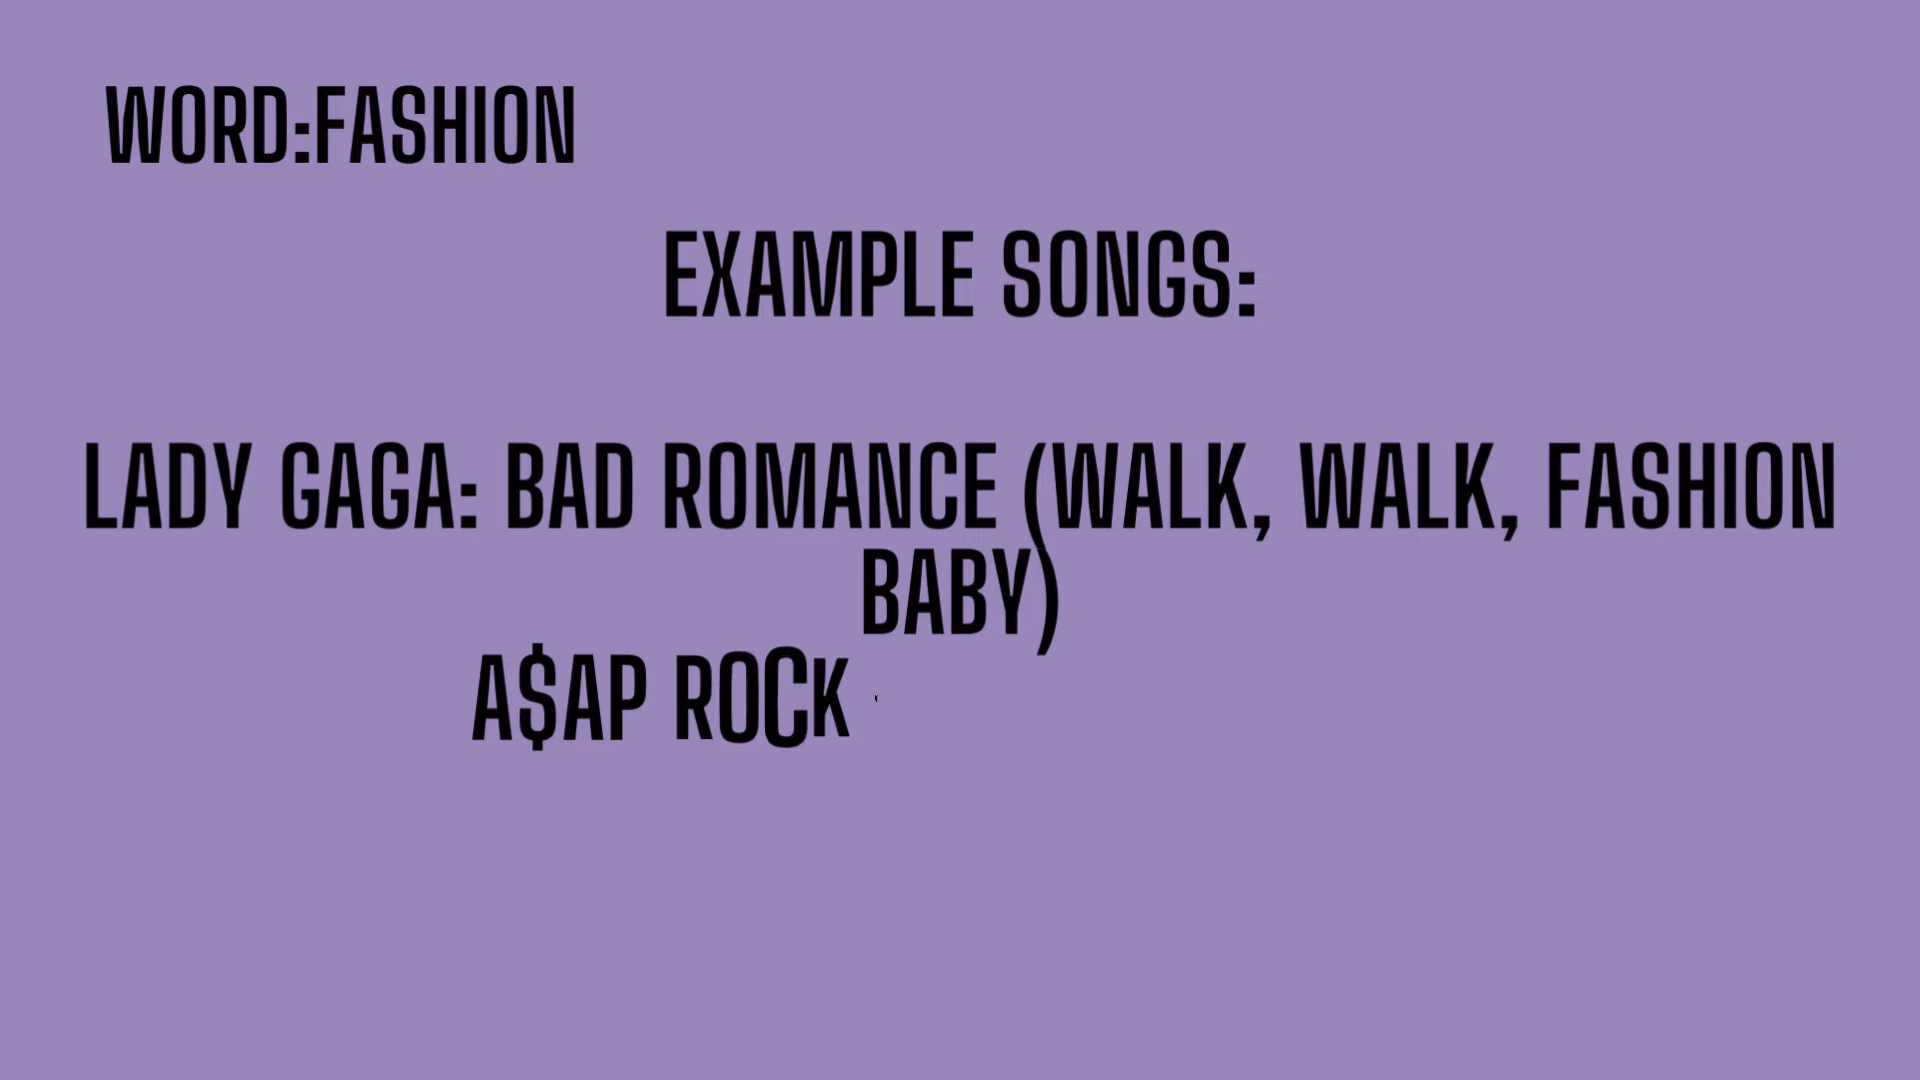 WORD:FASHION
EXAMPLE SONGS:
LADY GAGA: BAD ROMANCE (WALK, WALK, FASHION
BABY)
A$AP ROCK